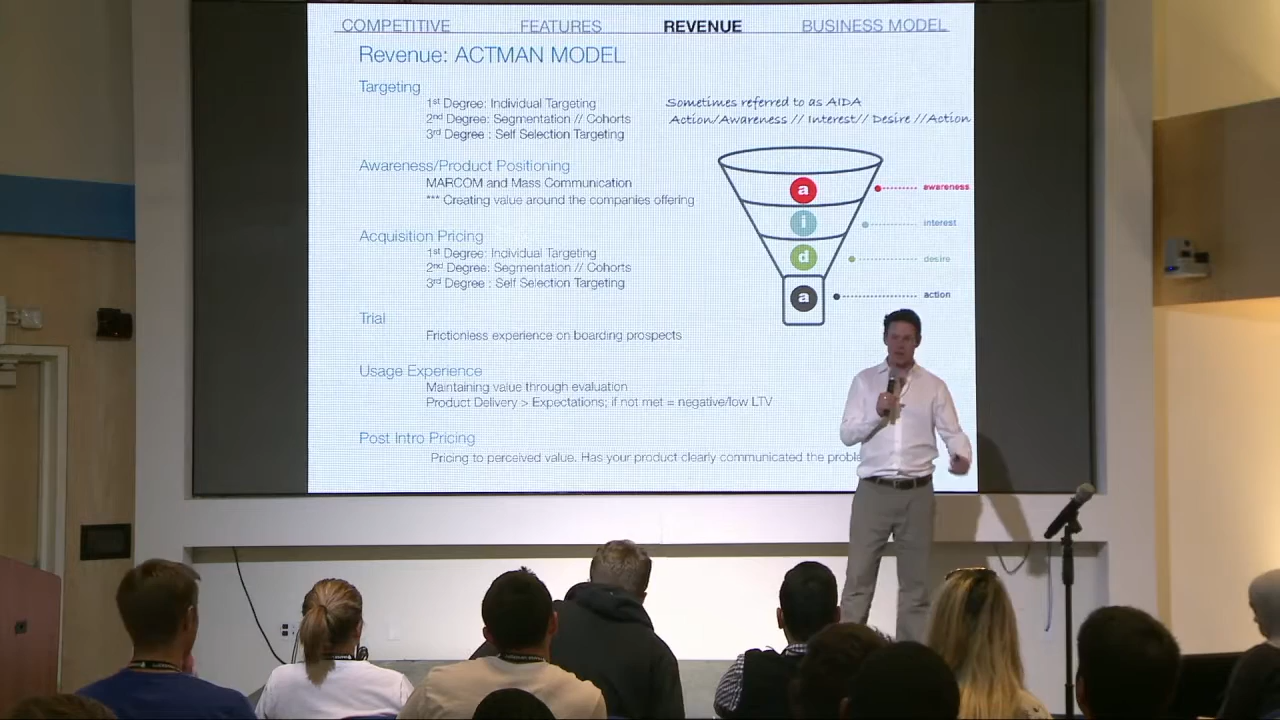 COMPETITIVE FEATURES REVENUE BUSINESS MODEL
Revenue: ACTMAN MODEL
Targeting
1st Degree: Individual Targeting
2nd Degree: Segmentation // Cohorts
3rd Degree : Self Selection Targeting
Sometimes referred to as AIDA
Action/Awareness // Interest// Desire //Action
Awareness/Product Positioning
MARCOM and Mass Communication
*** Creating value around the companies offering
Acquisition Pricing
1st Degree: Individual Targeting
2nd Degree: Segmentation // Cohorts
3rd Degree : Self Selection Targeting
Trial
Frictionless experience on boarding prospects
Usage Experience
Maintaining value through evaluation
Product Delivery > Expectations; if not met = negative/low LTV
Post Intro Pricing
Pricing to perceived value. Has your product clearly communicated the
a awareness
i interest
d desire
a action